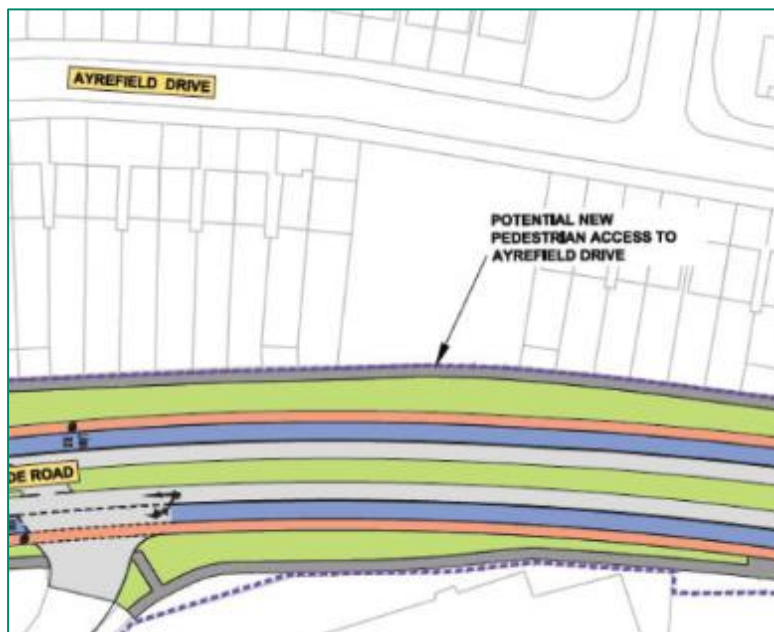 AYREFIELD DRIVE
POTENTIAL NEW
PEDESTRIAN ACCESS TO
AYREFIELD DRIVE
DE ROAD